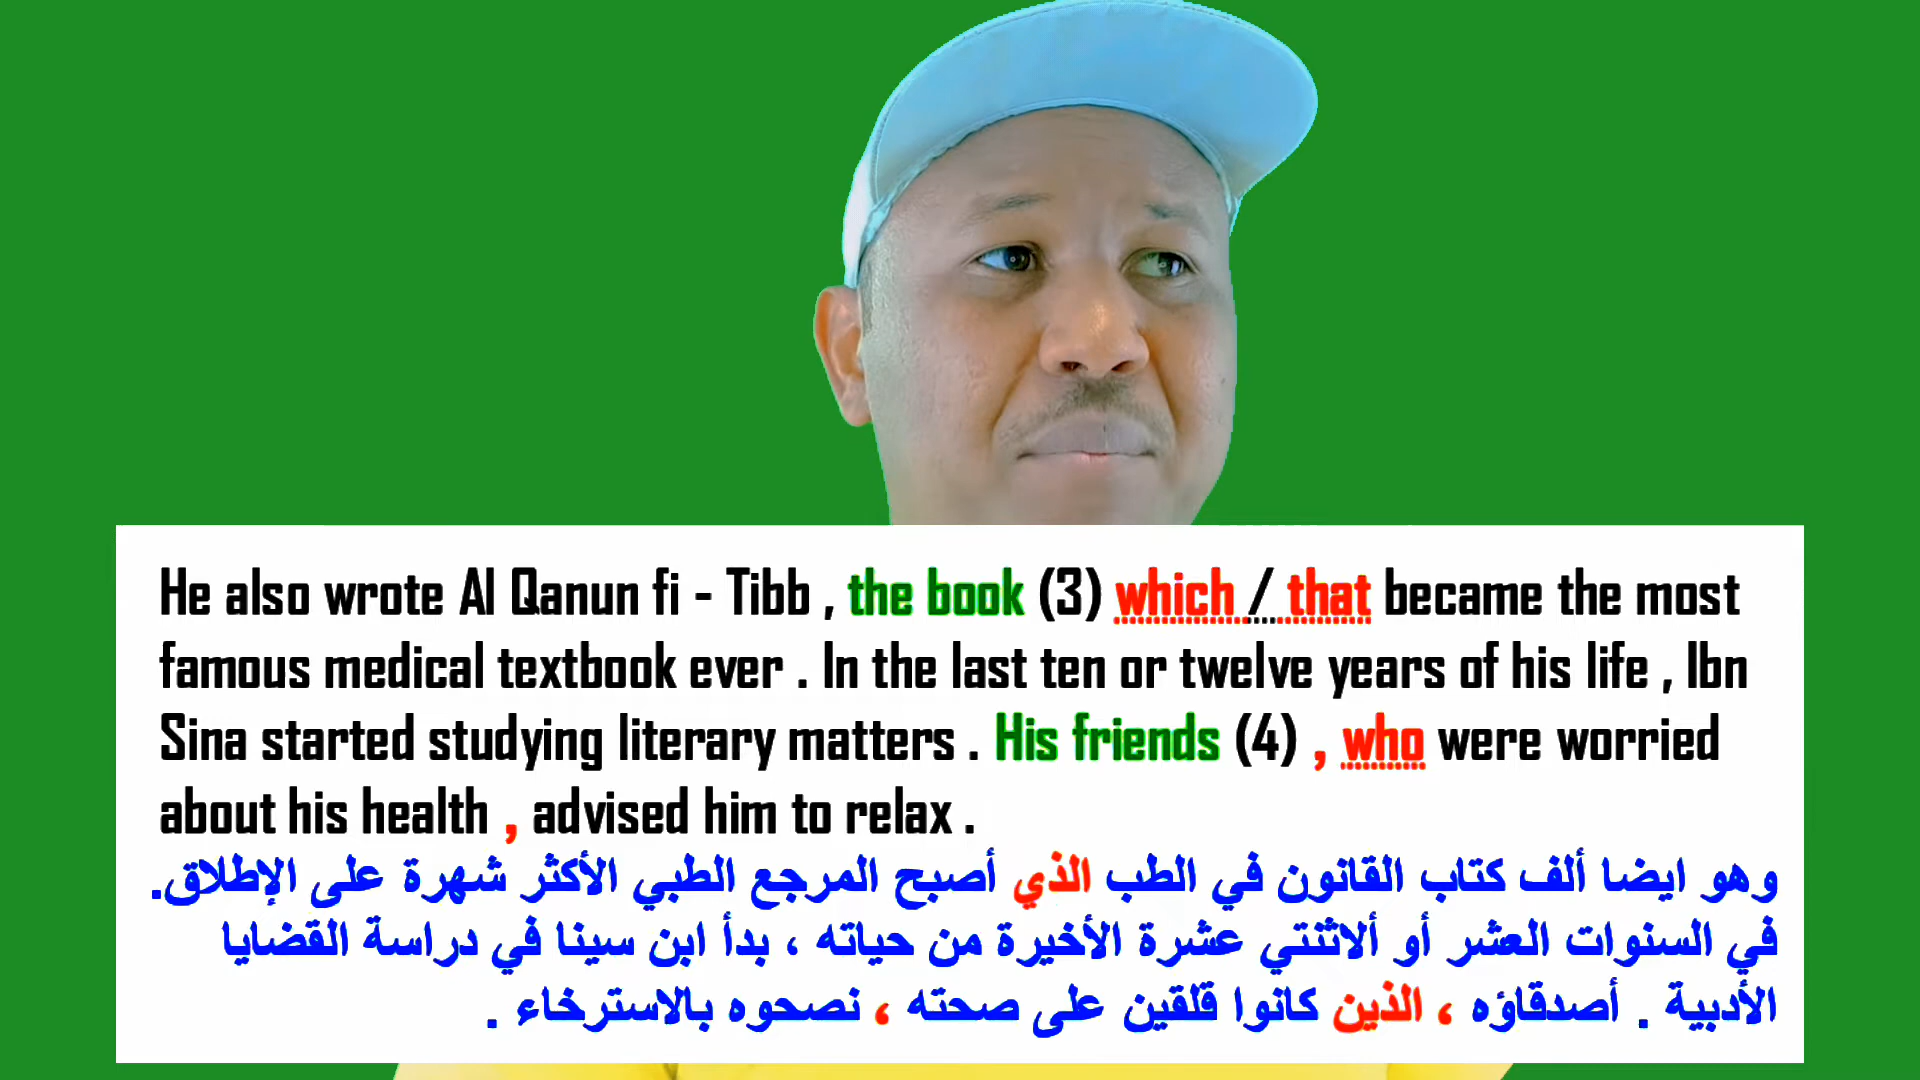 He also wrote Al Qanun fi - Tibb , the book (3) which / that became the most
famous medical textbook ever . In the last ten or twelve years of his life , Ibn
Sina started studying literary matters . His friends (4) , who were worried
about his health , advised him to relax .
وهو ايضا ألف كتاب القانون في الطب الذي أصبح المرجع الطبي الأكثر شهرة على الإطلاق.
في السنوات العشر أو ألاثنتي عشرة الأخيرة من حياته ، بدأ ابن سينا في دراسة القضايا
الأدبية . أصدقاؤه ، الذين كانوا قلقين على صحته ، نصحوه بالاسترخاء .